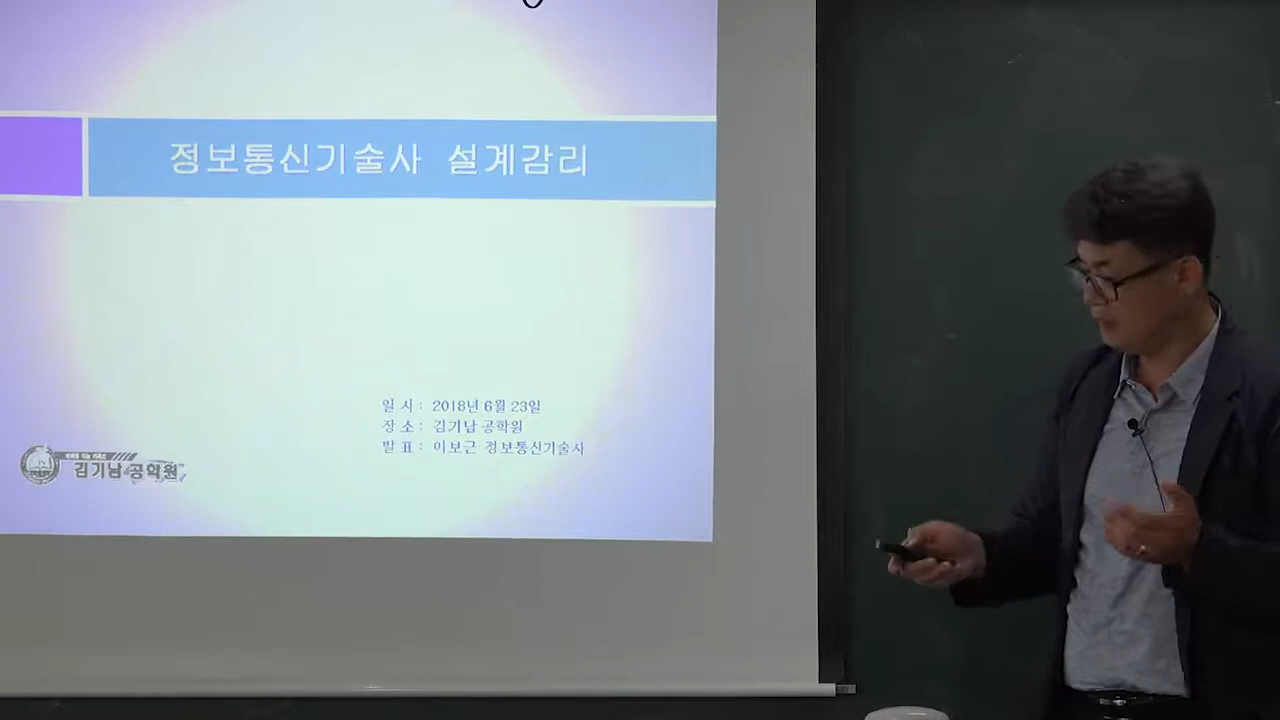 정보통신기술사 설계감리
일 시 : 2018년 6월 23일
장 소 : 김기남 공학원
발 표 : 이보근 정보통신기술사
김기남 공학원